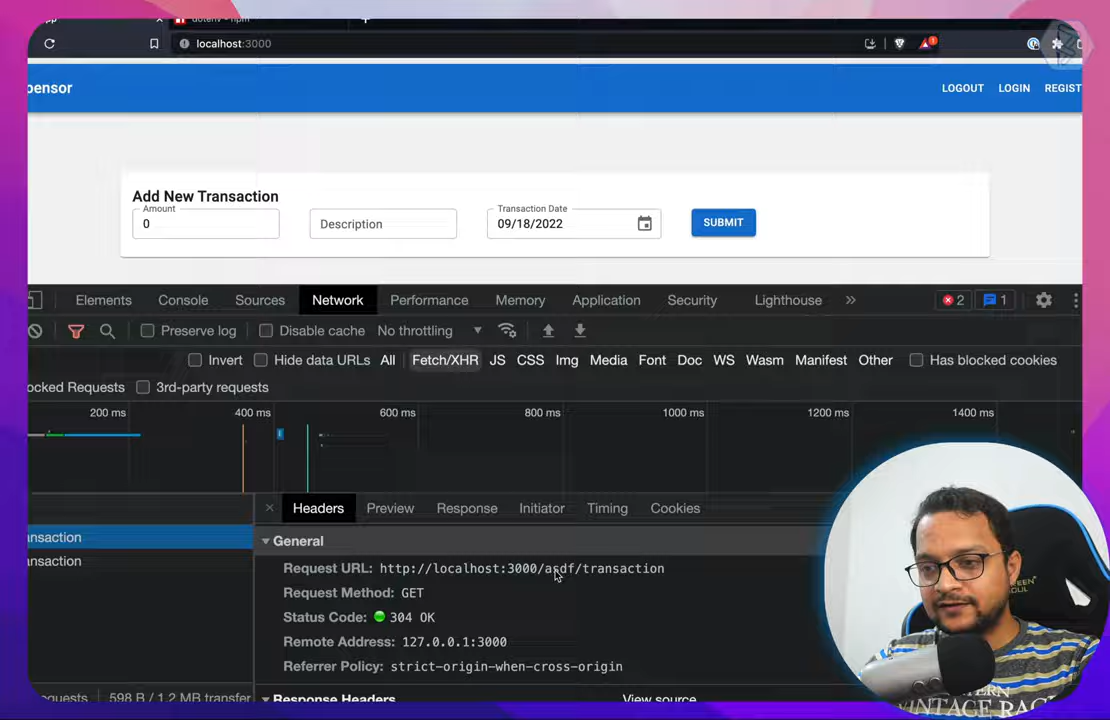 dotenv - npm
localhost:3000
pensor
LOGOUT LOGIN REGIST
Add New Transaction
Amount
0
Description
Transaction Date
09/18/2022
SUBMIT
Elements Console Sources Network Performance Memory Application Security Lighthouse » 2 1
Preserve log Disable cache No throttling
Invert Hide data URLs All Fetch/XHR JS CSS Img Media Font Doc WS Wasm Manifest Other Has blocked cookies
ocked Requests 3rd-party requests
200 ms 400 ms 600 ms 800 ms 1000 ms 1200 ms 1400 ms
× Headers Preview Response Initiator Timing Cookies
nsaction
nsaction
General
Request URL: http://localhost:3000/asdf/transaction
Request Method: GET
Status Code: 304 OK
Remote Address: 127.0.0.1:3000
Referrer Policy: strict-origin-when-cross-origin
Response Headers View source
quests 598 B / 1.2 MB transfer
VINTAGE RAC